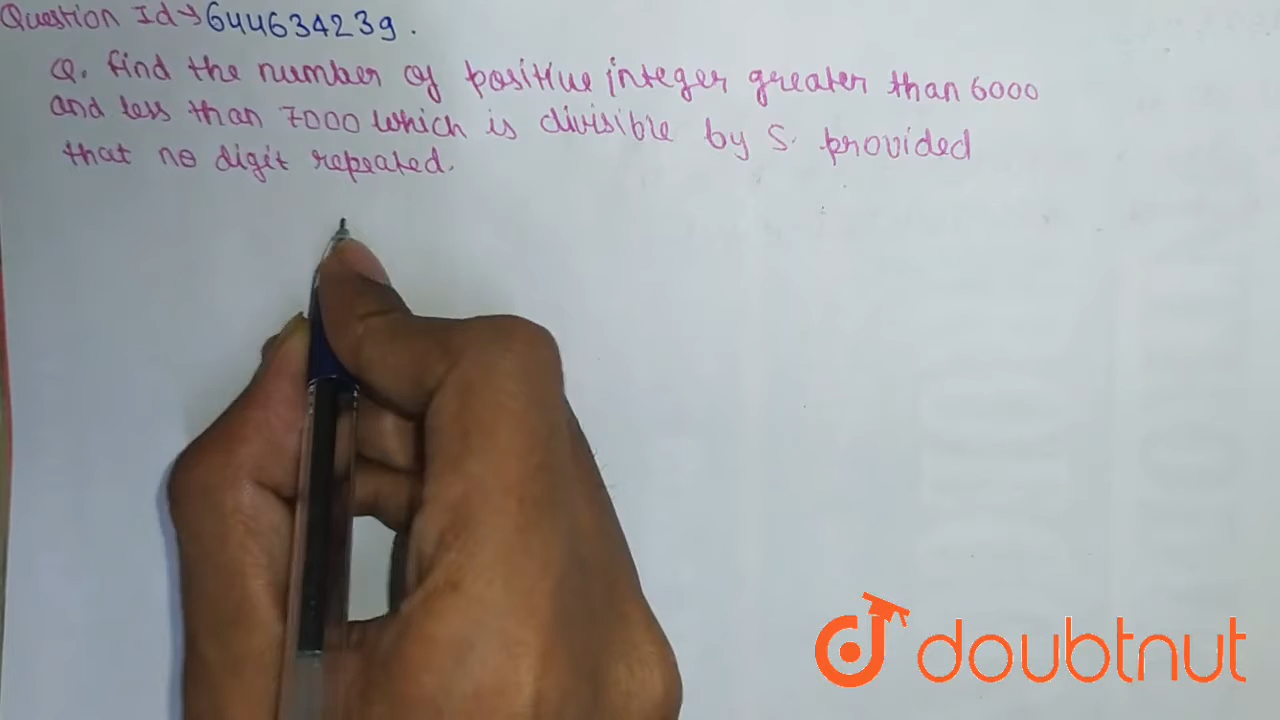 Question Id → 644634239.
Q. find the number of positive integer greater than 6000
and less than 7000 which is divisible by 5. provided
that no digit repeated.
doubtnut